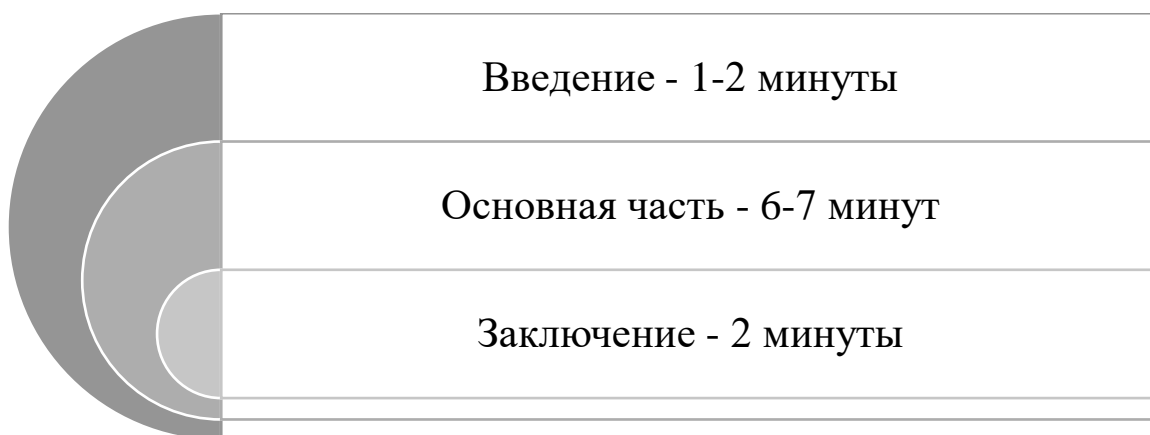 Введение - 1-2 минуты
Основная часть - 6-7 минут
Заключение - 2 минуты